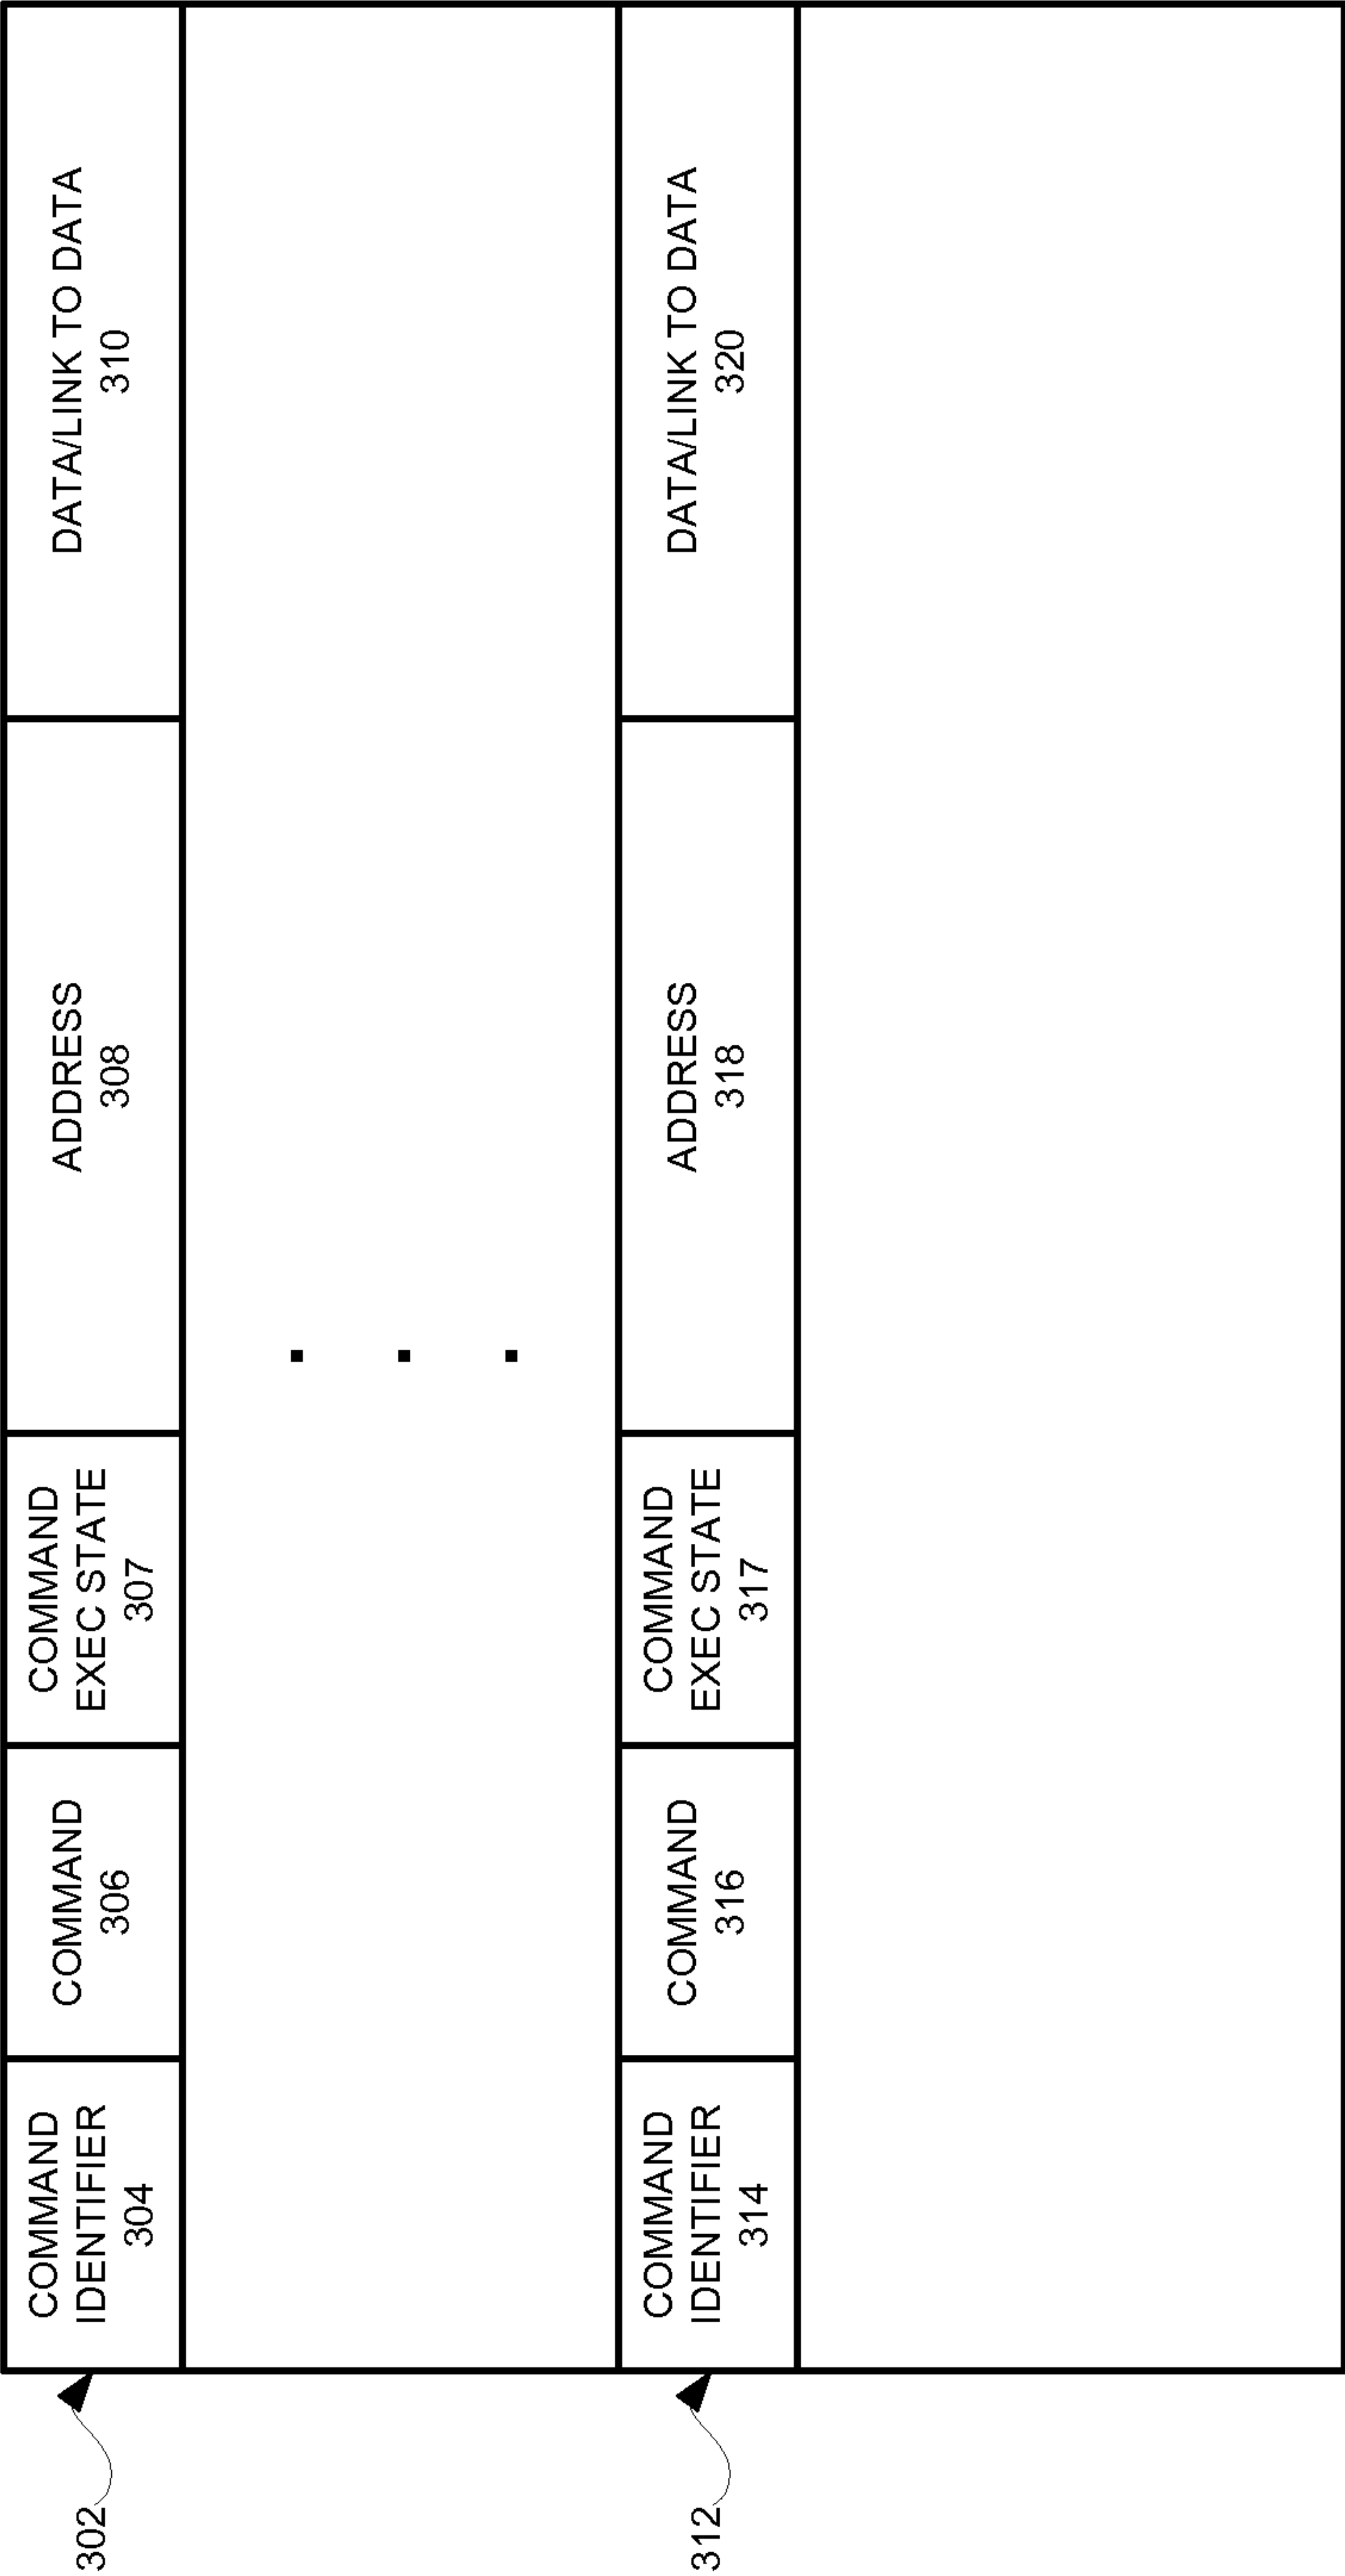 302
COMMAND
IDENTIFIER
304
COMMAND
306
COMMAND
EXEC STATE
307
ADDRESS
308
DATA/LINK TO DATA
310
312
COMMAND
IDENTIFIER
314
COMMAND
316
COMMAND
EXEC STATE
317
ADDRESS
318
DATA/LINK TO DATA
320